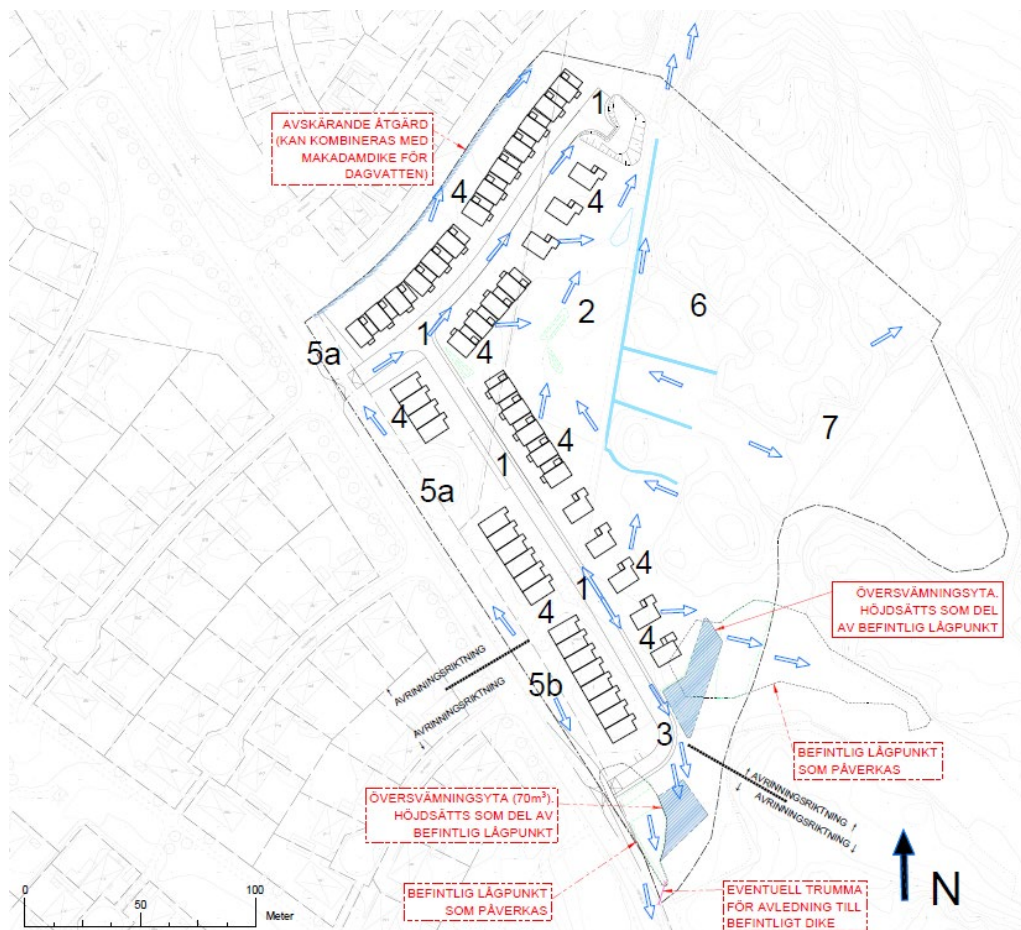 AVSKÄRANDE ÅTGÄRD
(KAN KOMBINERAS MED
MAKADAMDIKE FÖR
DAGVATTEN)
1
4
4
2
6
5a
1
4
4
7
4
1
5a
4
1
4
4
ÖVERSVÄMNINGSYTA.
HÖJDSÄTTS SOM DEL
AV BEFINTLIG LÅGPUNKT
↑ AVRINNINGSRIKTNING
AVRINNINGSRIKTNING
↓
5b
3
BEFINTLIG LÅGPUNKT
SOM PÅVERKAS
AVRINNINGSRIKTNING ↑
↓ AVRINNINGSRIKTNING
ÖVERSVÄMNINGSYTA (70m³).
HÖJDSÄTTS SOM DEL AV
BEFINTLIG LÅGPUNKT
BEFINTLIG LÅGPUNKT
SOM PÅVERKAS
EVENTUELL TRUMMA
FÖR AVLEDNING TILL
BEFINTLIGT DIKE
N
0 100
50
Meter